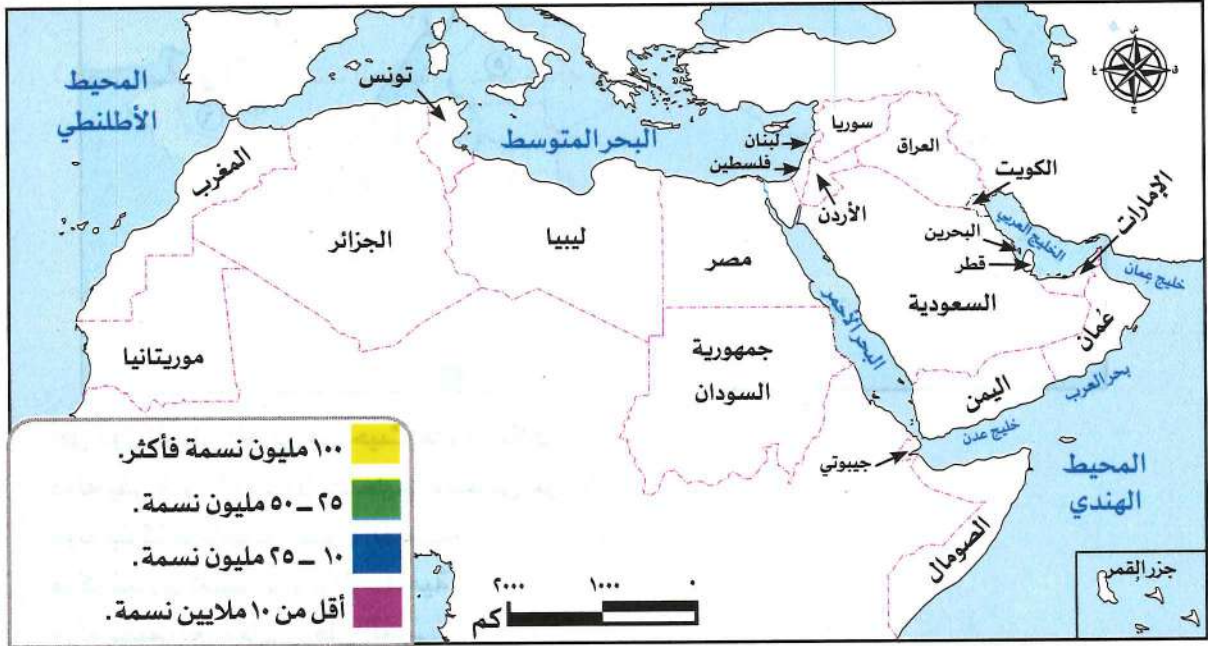 المحيط
الأطلنطي
تونس
البحر المتوسط
لبنان
فلسطين
سوريا
العراق
الأردن
الكويت
الإمارات
المغرب
الجزائر
ليبيا
مصر
البحرين
قطر
الخليج العربي
خليج عمان
السعودية
عُمان
البحر الأحمر
موريتانيا
جمهورية
السودان
اليمن
بحر العرب
خليج عدن
جيبوتي
المحيط
الهندي
الصومال
جزر القمر
١٠٠ مليون نسمة فأكثر.
٢٥ – ٥٠ مليون نسمة.
١٠ – ٢٥ مليون نسمة.
أقل من ١٠ ملايين نسمة.
٢٠٠٠ ١٠٠٠ ٠
كم